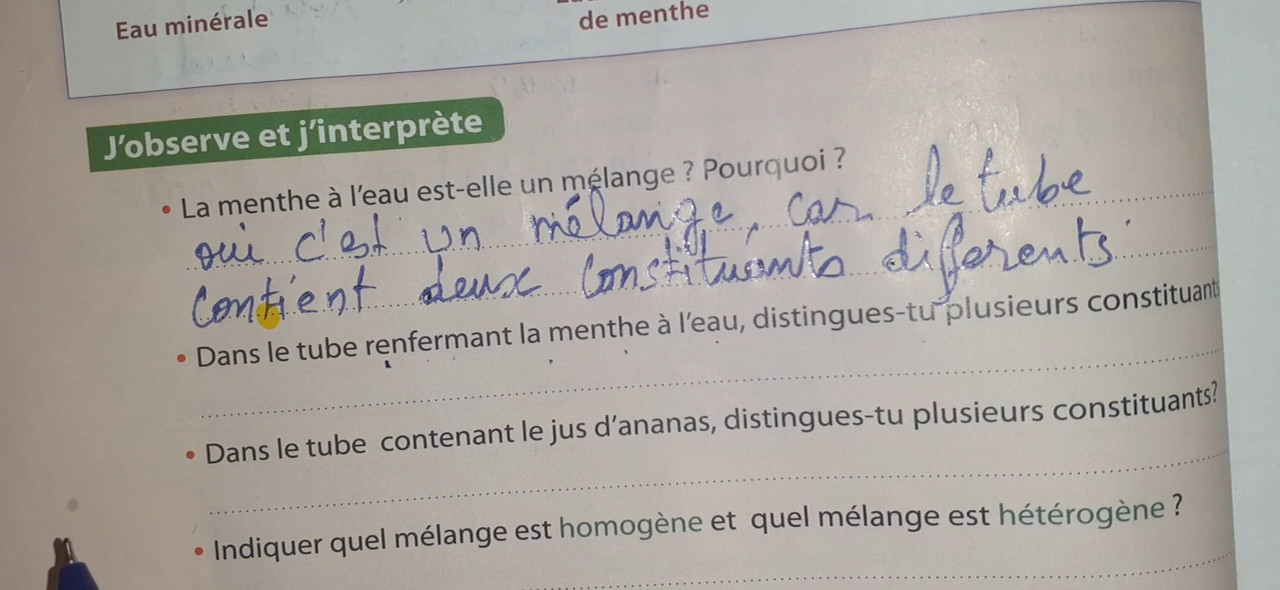 Eau minérale
de menthe
J'observe et j'interprète
• La menthe à l'eau est-elle un mélange ? Pourquoi ?
oui c'est un mélange, car le tube
contient deux constituants differents.
• Dans le tube renfermant la menthe à l'eau, distingues-tu plusieurs constituant
• Dans le tube contenant le jus d'ananas, distingues-tu plusieurs constituants?
• Indiquer quel mélange est homogène et quel mélange est hétérogène ?